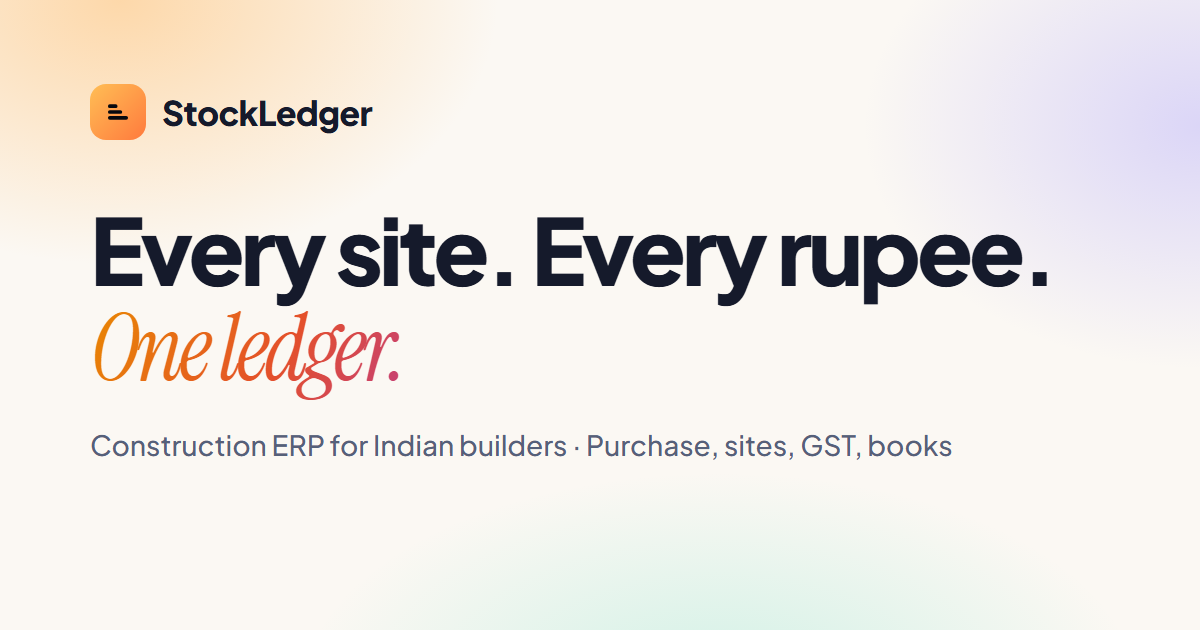 StockLedger
Every site. Every rupee.
One ledger.
Construction ERP for Indian builders · Purchase, sites, GST, books